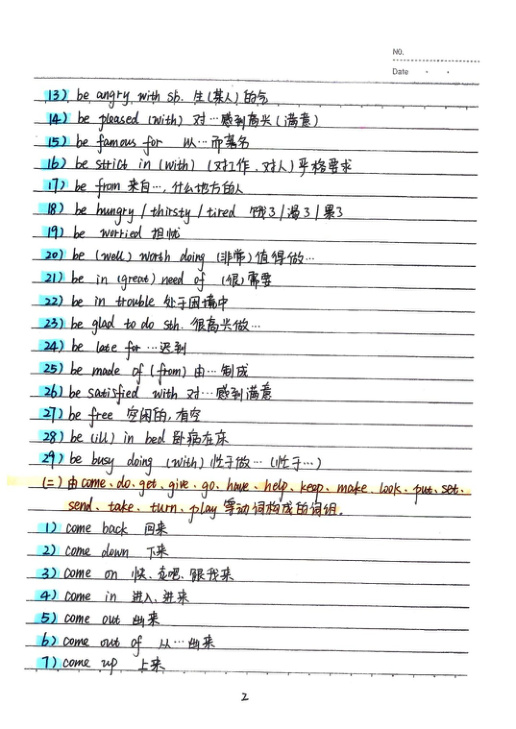 NO.
Date
13) be angry with sb. 生(某人)的气
14) be pleased (with) 对…感到高兴(满意)
15) be famous for 以…而著名
16) be strict in (with) (对工作、对人)严格要求
17) be from 来自…,什么地方的人
18) be hungry / thirsty / tired 饿了/渴了/累了
19) be worried 担忧
20) be (well) worth doing (非常)值得做…
21) be in (great) need of (很)需要
22) be in trouble 处于困境中
23) be glad to do sth. 很高兴做…
24) be late for …迟到
25) be made of (from) 由…制成
26) be satisfied with 对…感到满意
27) be free 空闲的,有空
28) be (ill) in bed 卧病在床
29) be busy doing (with) 忙于做…(忙于…)
(二) 由come、do、get、give、go、have、help、keep、make、look、put、set、
send、take、turn、play等动词构成的词组.
1) come back 回来
2) come down 下来
3) come on 快、走吧、跟我来
4) come in 进入、进来
5) come out 出来
6) come out of 从…出来
7) come up 上来
2